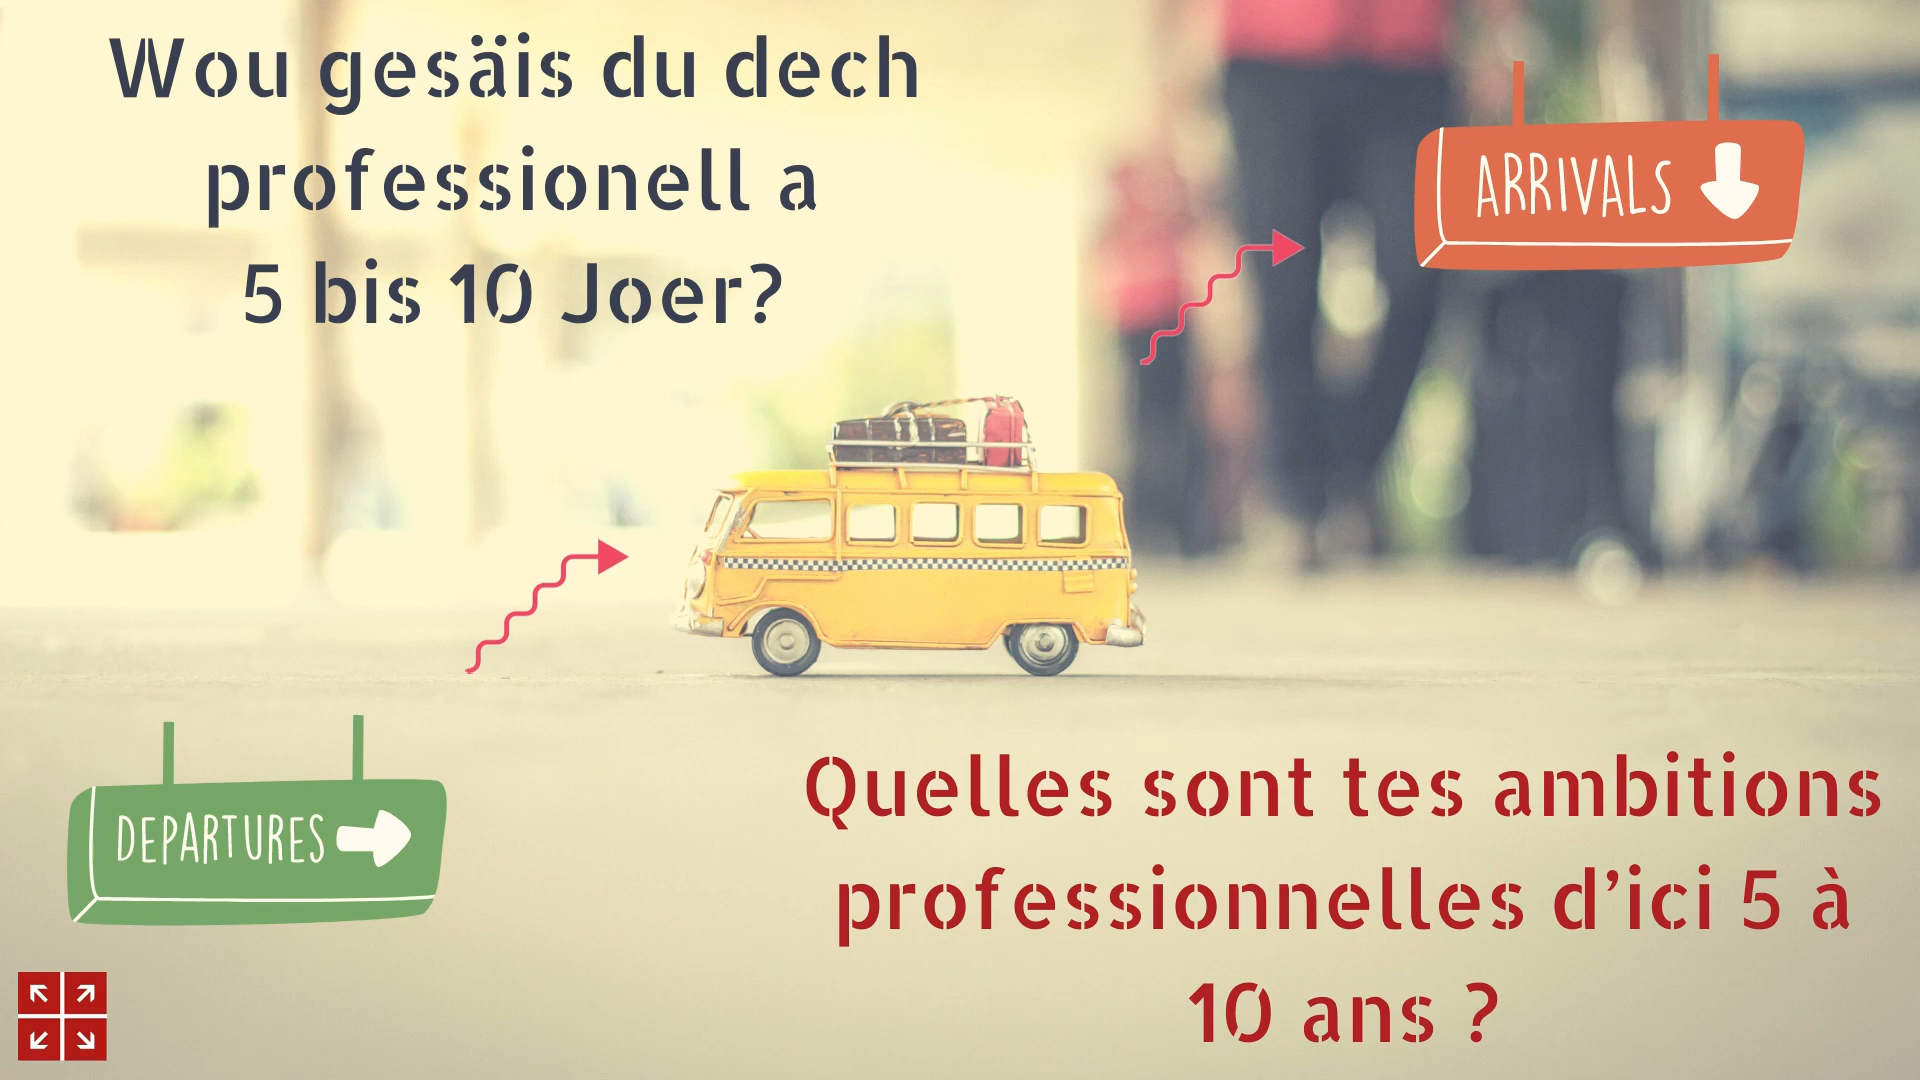 Wou gesäis du dech
professionell a
5 bis 10 Joer?
ARRIVALS
DEPARTURES
Quelles sont tes ambitions
professionnelles d’ici 5 à
10 ans ?